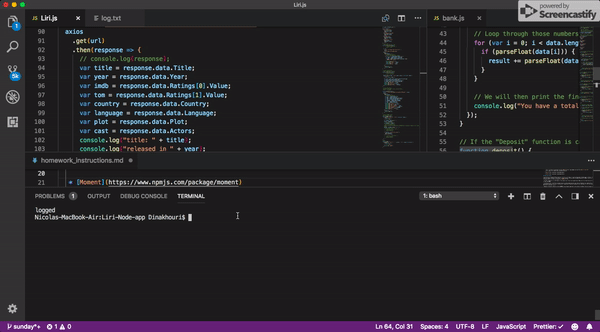 Liri.js
powered by
Screencastify
Liri.js
log.txt
bank.js
90 axios
91 .get(url)
92 .then(response => {
93 // console.log(response);
94 var title = response.data.Title;
95 var year = response.data.Year;
96 var imdb = response.data.Ratings[0].Value;
97 var tom = response.data.Ratings[1].Value;
98 var country = response.data.Country;
99 var language = response.data.Language;
100 var plot = response.data.Plot;
101 var cast = response.data.Actors;
102 console.log("title: " + title);
103 console.log("released in " + year);
43 // Loop through those numbers
44 for (var i = 0; i < data.leng
45 if (parseFloat(data[i])) {
46 result += parseFloat(data
47 }
48 }
49
50 // We will then print the fin
51 console.log("You have a total
52 });
53 }
54
55 // If the "Deposit" function is c
56 function deposit() {
homework_instructions.md
20
21 * [Moment](https://www.npmjs.com/package/moment)
PROBLEMS 1 OUTPUT DEBUG CONSOLE TERMINAL 1: bash
logged
Nicolas-MacBook-Air:Liri-Node-app Dinakhouri$
sunday* 0 1 Ln 64, Col 31 Spaces: 4 UTF-8 LF JavaScript Prettier: ✓